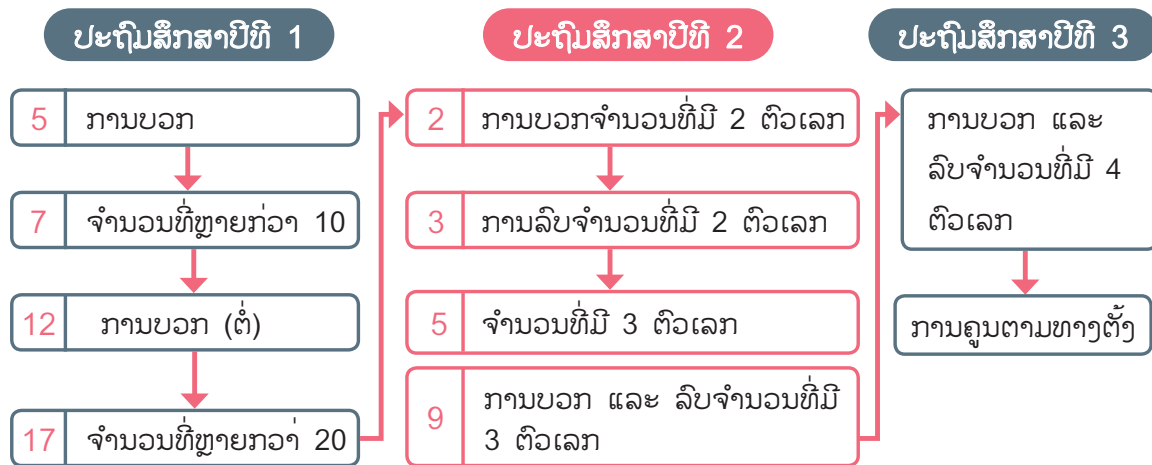 ປະຖົມສຶກສາປີທີ 1
5 ການບວກ
7 ຈຳນວນທີ່ຫຼາຍກ່ວາ 10
12 ການບວກ (ຕໍ່)
17 ຈຳນວນທີ່ຫຼາຍກວ່າ 20
ປະຖົມສຶກສາປີທີ 2
2 ການບວກຈຳນວນທີ່ມີ 2 ຕົວເລກ
3 ການລົບຈຳນວນທີ່ມີ 2 ຕົວເລກ
5 ຈຳນວນທີ່ມີ 3 ຕົວເລກ
9 ການບວກ ແລະ ລົບຈຳນວນທີ່ມີ
3 ຕົວເລກ
ປະຖົມສຶກສາປີທີ 3
ການບວກ ແລະ
ລົບຈຳນວນທີ່ມີ 4
ຕົວເລກ
ການຄູນຕາມທາງຕັ້ງ